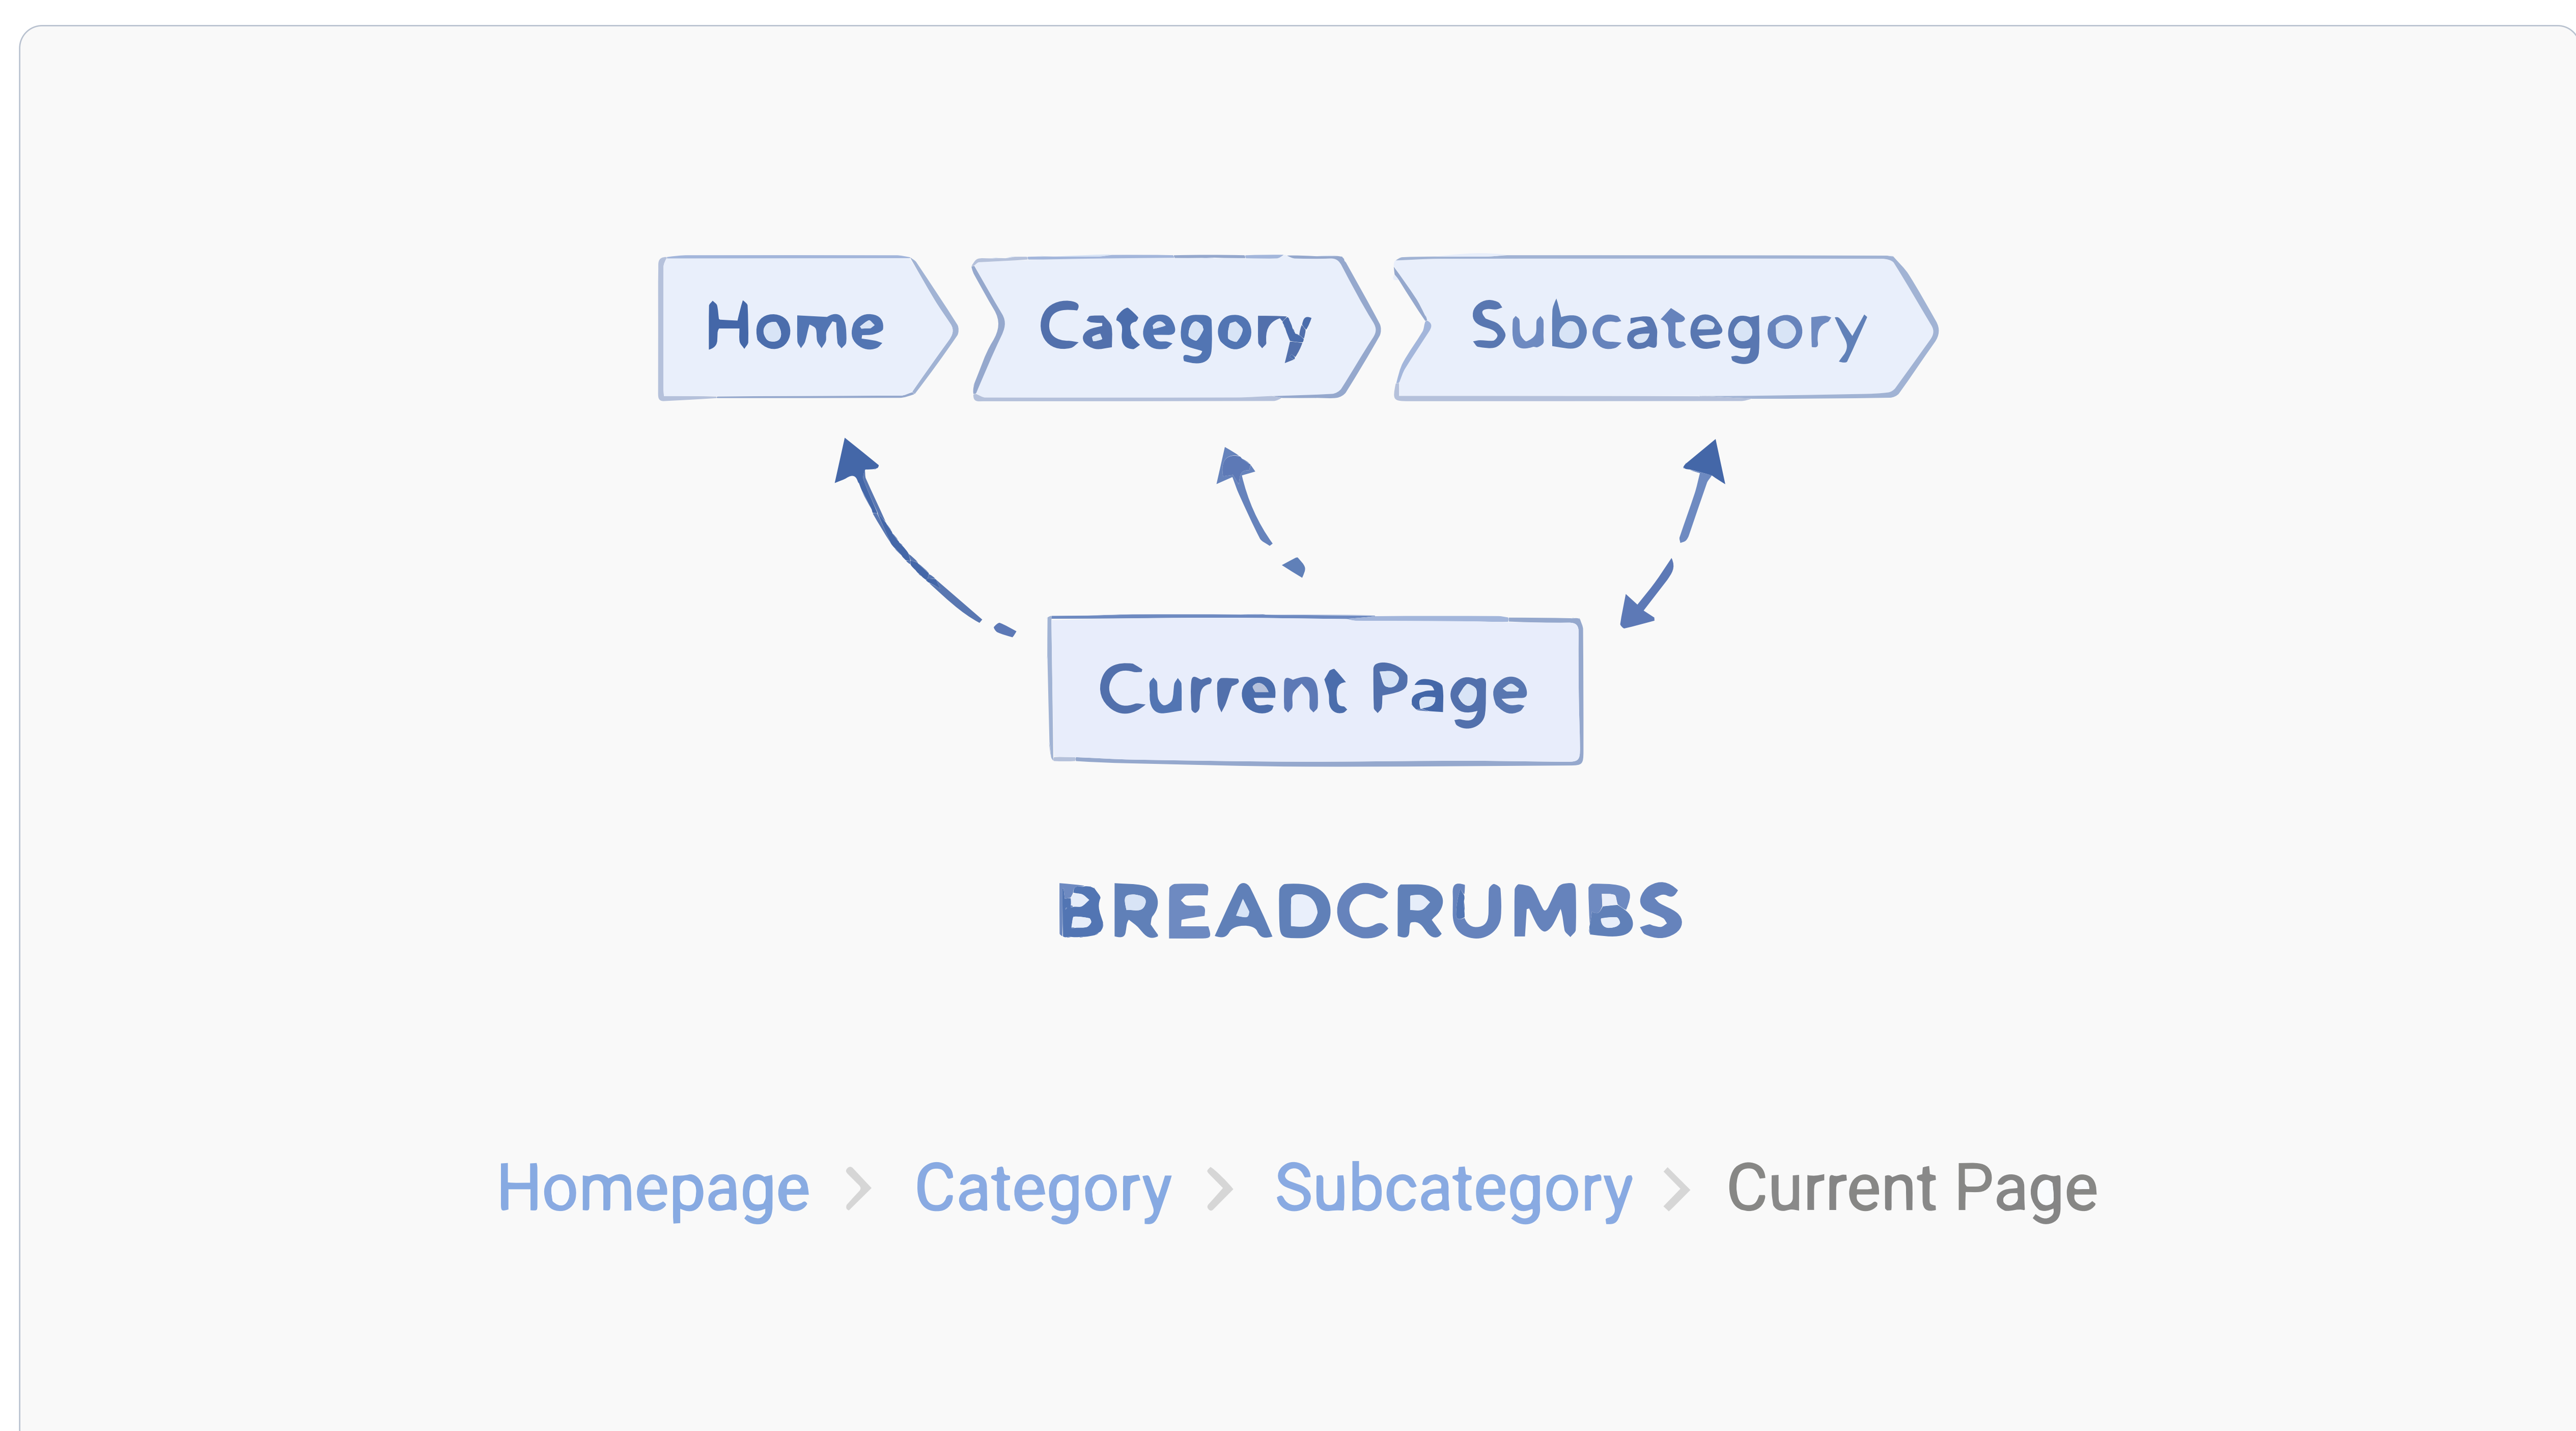 Home Category Subcategory
Current Page
BREADCRUMBS
Homepage > Category > Subcategory > Current Page